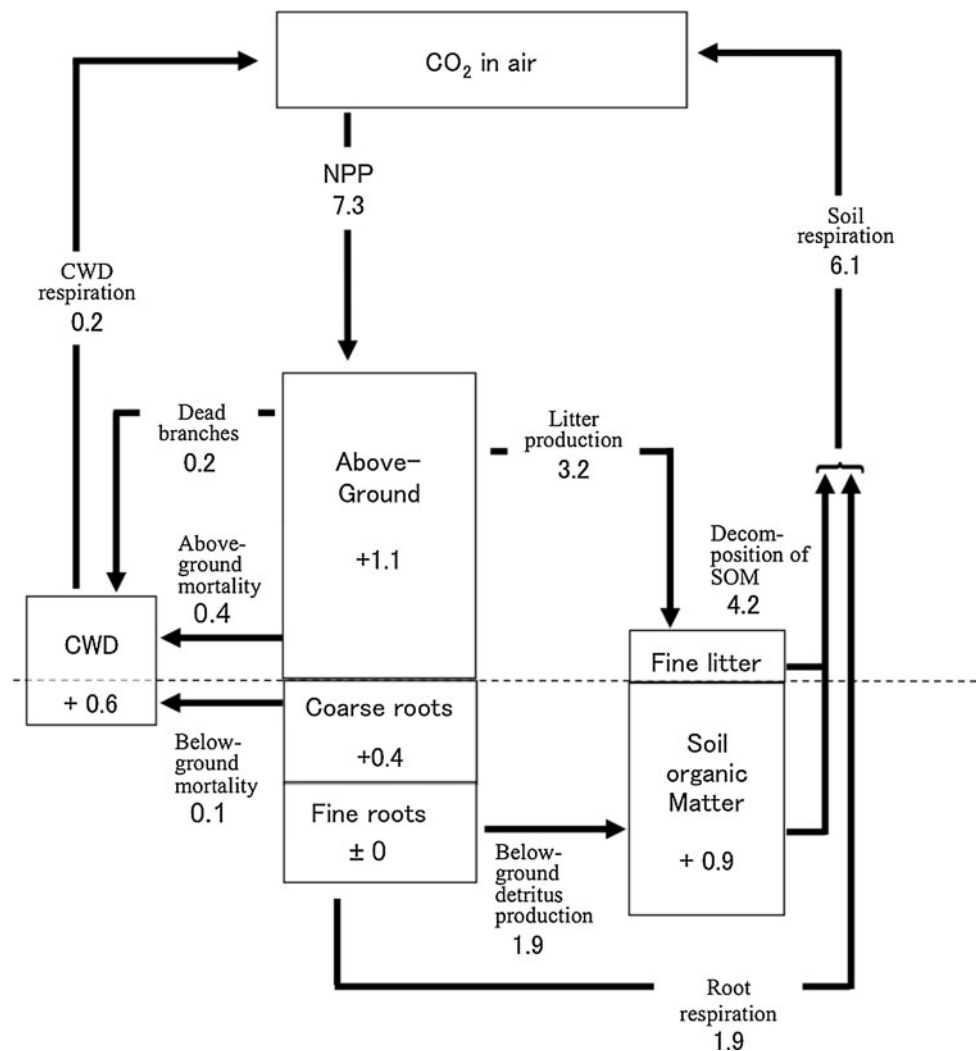 CO₂ in air
NPP
7.3
Soil
respiration
6.1
CWD
respiration
0.2
Dead
branches
0.2
Above-
Ground
+1.1
Litter
production
3.2
Above-
ground
mortality
0.4
Decom-
position of
SOM
4.2
CWD
+ 0.6
Fine litter
Coarse roots
+0.4
Below-
ground
mortality
0.1
Soil
organic
Matter
+ 0.9
Fine roots
± 0
Below-
ground
detritus
production
1.9
Root
respiration
1.9